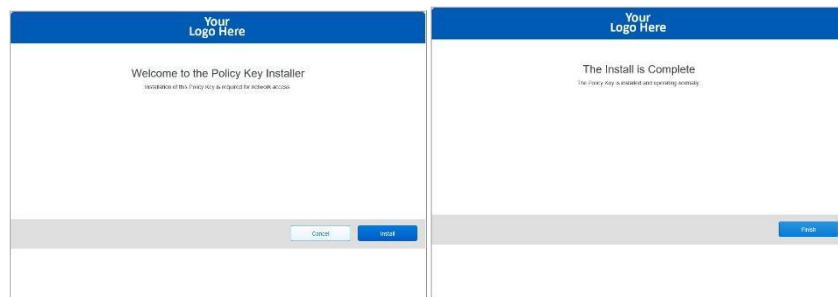 Your
Logo Here
Welcome to the Policy Key Installer
Installation of this Policy Key is required for network access
Cancel
Install
Your
Logo Here
The Install is Complete
The Policy Key is installed and operating normally
Finish